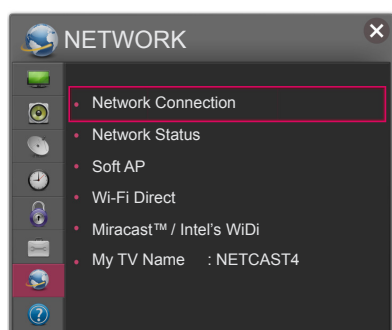 NETWORK
Network Connection
Network Status
Soft AP
Wi-Fi Direct
Miracast™ / Intel's WiDi
My TV Name : NETCAST4